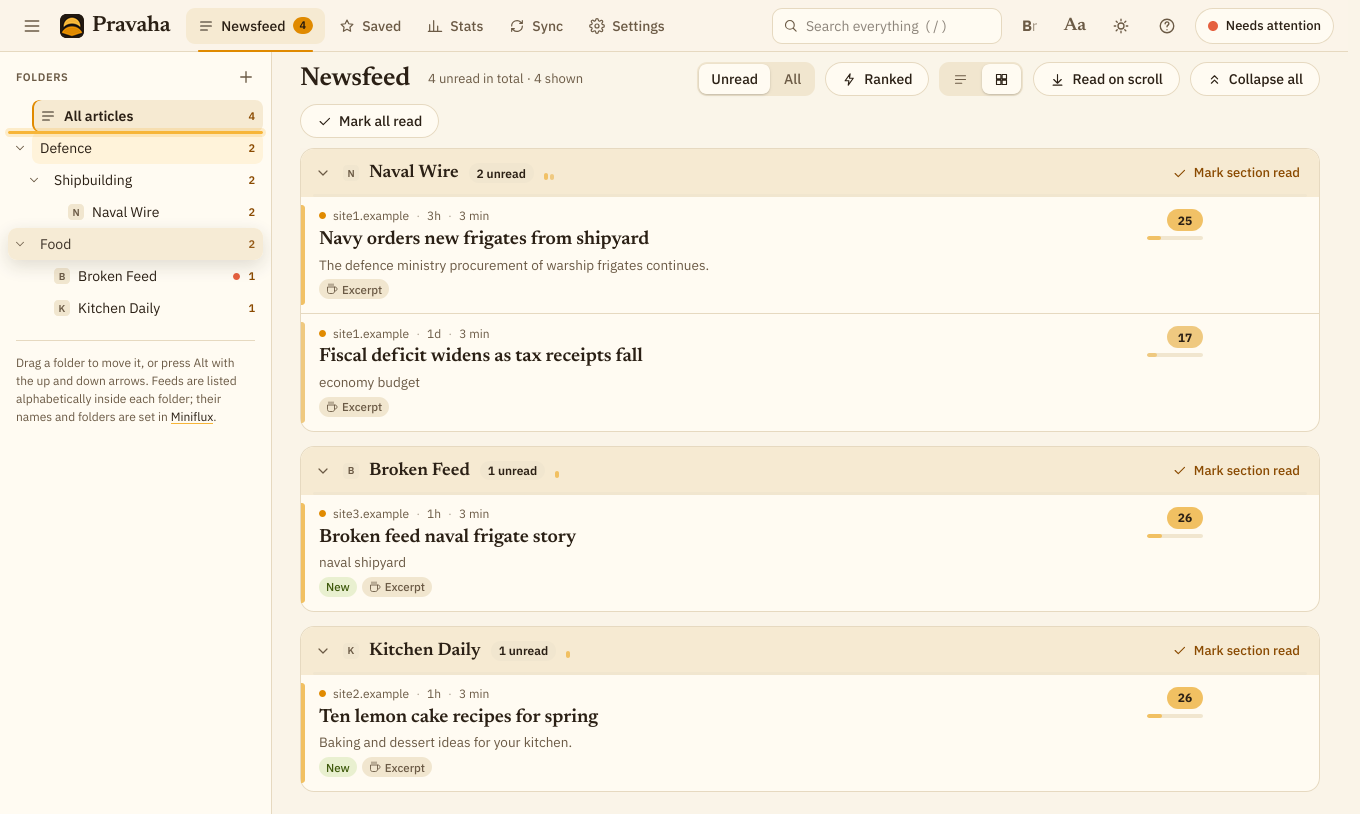 Pravaha
Newsfeed 4
Saved
Stats
Sync
Settings
Search everything ( / )
Br
Aa
Needs attention
FOLDERS
All articles 4
Defence 2
Shipbuilding 2
N Naval Wire 2
Food 2
B Broken Feed 1
K Kitchen Daily 1
Drag a folder to move it, or press Alt with
the up and down arrows. Feeds are listed
alphabetically inside each folder; their
names and folders are set in Miniflux.
Newsfeed
4 unread in total · 4 shown
Unread All
Ranked
Read on scroll
Collapse all
Mark all read
N Naval Wire 2 unread Mark section read
site1.example · 3h · 3 min 25
Navy orders new frigates from shipyard
The defence ministry procurement of warship frigates continues.
Excerpt
site1.example · 1d · 3 min 17
Fiscal deficit widens as tax receipts fall
economy budget
Excerpt
B Broken Feed 1 unread Mark section read
site3.example · 1h · 3 min 26
Broken feed naval frigate story
naval shipyard
New Excerpt
K Kitchen Daily 1 unread Mark section read
site2.example · 1h · 3 min 26
Ten lemon cake recipes for spring
Baking and dessert ideas for your kitchen.
New Excerpt